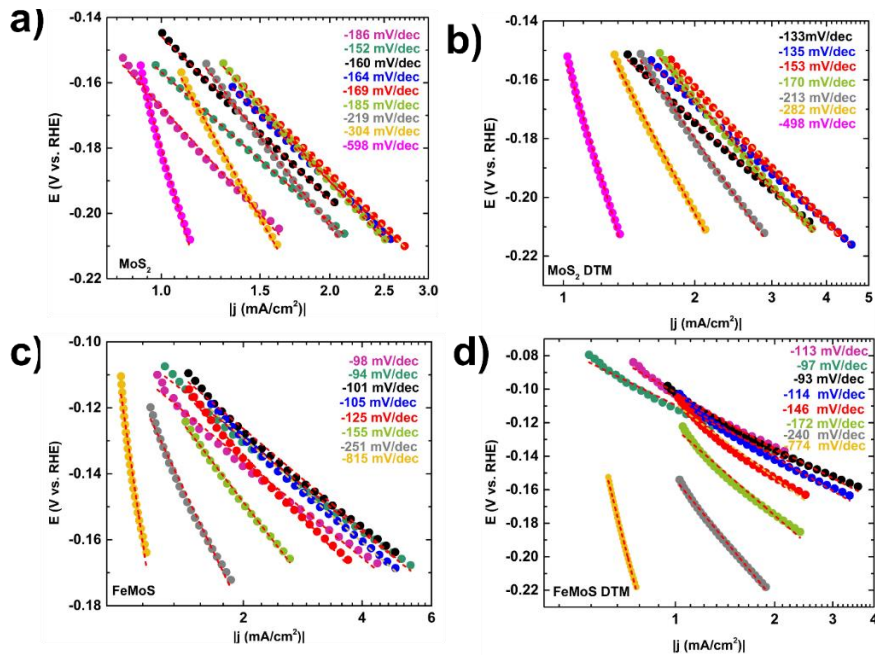 a)
-0.14
-0.16
-0.18
-0.20
-0.22
E (V vs. RHE)
-186 mV/dec
-152 mV/dec
-160 mV/dec
-164 mV/dec
-169 mV/dec
-185 mV/dec
-219 mV/dec
-304 mV/dec
-598 mV/dec
MoS2
1.0
1.5
2.0
2.5
3.0
|j (mA/cm²)|
b)
-0.14
-0.16
-0.18
-0.20
-0.22
E (V vs. RHE)
-133mV/dec
-135 mV/dec
-153 mV/dec
-170 mV/dec
-213 mV/dec
-282 mV/dec
-498 mV/dec
MoS2 DTM
1
2
3
4
5
|j (mA/cm²)|
c)
-0.10
-0.12
-0.14
-0.16
-0.18
E (V vs. RHE)
-98 mV/dec
-94 mV/dec
-101 mV/dec
-105 mV/dec
-125 mV/dec
-155 mV/dec
-251 mV/dec
-815 mV/dec
FeMoS
2
4
6
|j (mA/cm²)|
d)
-0.08
-0.10
-0.12
-0.14
-0.16
-0.18
-0.20
-0.22
E (V vs. RHE)
-113 mV/dec
-97 mV/dec
-93 mV/dec
-114 mV/dec
-146 mV/dec
-172 mV/dec
-240 mV/dec
-774 mV/dec
FeMoS DTM
1
2
3
4
|j (mA/cm²)|